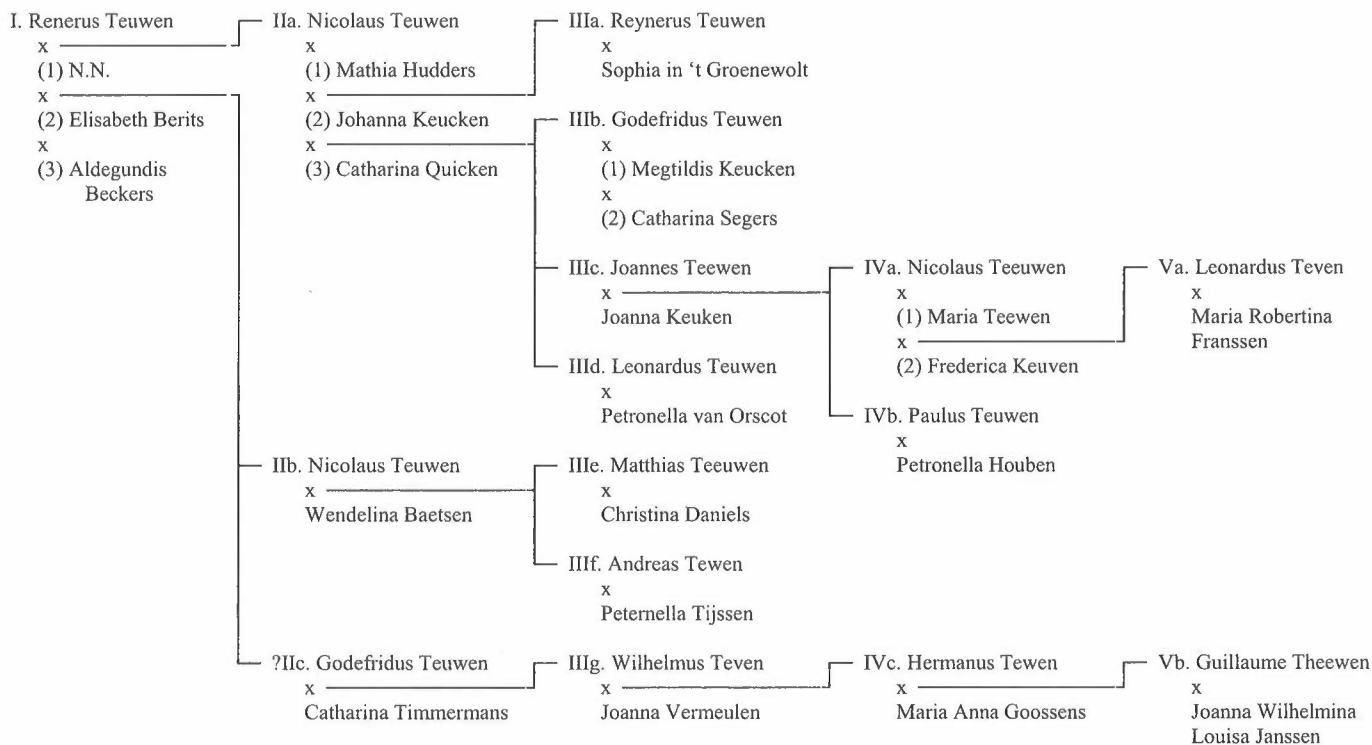 I. Renerus Teuwen
x
(1) N.N.
x
(2) Elisabeth Berits
x
(3) Aldegundis
Beckers
IIa. Nicolaus Teuwen
x
(1) Mathia Hudders
x
(2) Johanna Keucken
x
(3) Catharina Quicken
IIb. Nicolaus Teuwen
x
Wendelina Baetsen
?IIc. Godefridus Teuwen
x
Catharina Timmermans
IIIa. Reynerus Teuwen
x
Sophia in ‘t Groenewolt
IIIb. Godefridus Teuwen
x
(1) Megtildis Keucken
x
(2) Catharina Segers
IIIc. Joannes Teewen
x
Joanna Keuken
IIId. Leonardus Teuwen
x
Petronella van Orscot
IIIe. Matthias Teeuwen
x
Christina Daniels
IIIf. Andreas Tewen
x
Peternella Tijssen
IIIg. Wilhelmus Teven
x
Joanna Vermeulen
IVa. Nicolaus Teeuwen
x
(1) Maria Teewen
x
(2) Frederica Keuven
IVb. Paulus Teuwen
x
Petronella Houben
IVc. Hermanus Tewen
x
Maria Anna Goossens
Va. Leonardus Teven
x
Maria Robertina
Franssen
Vb. Guillaume Theewen
x
Joanna Wilhelmina
Louisa Janssen